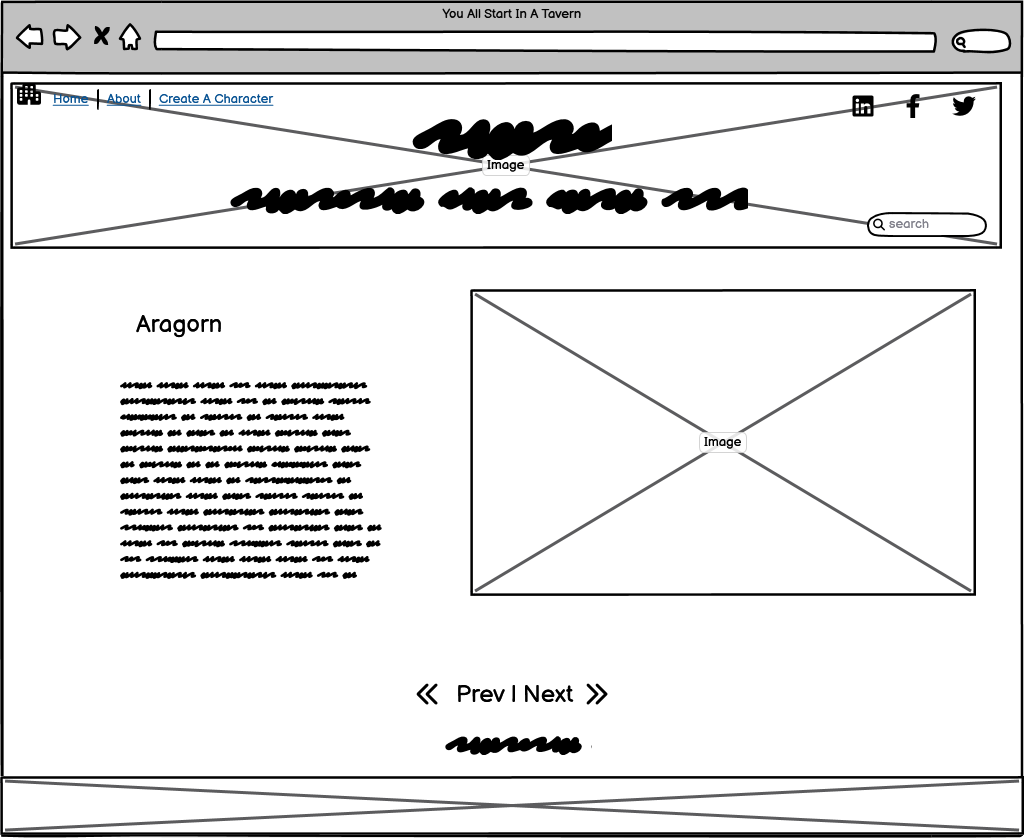 You All Start In A Tavern
Home | About | Create A Character
Image
search
Aragorn
Image
Prev | Next